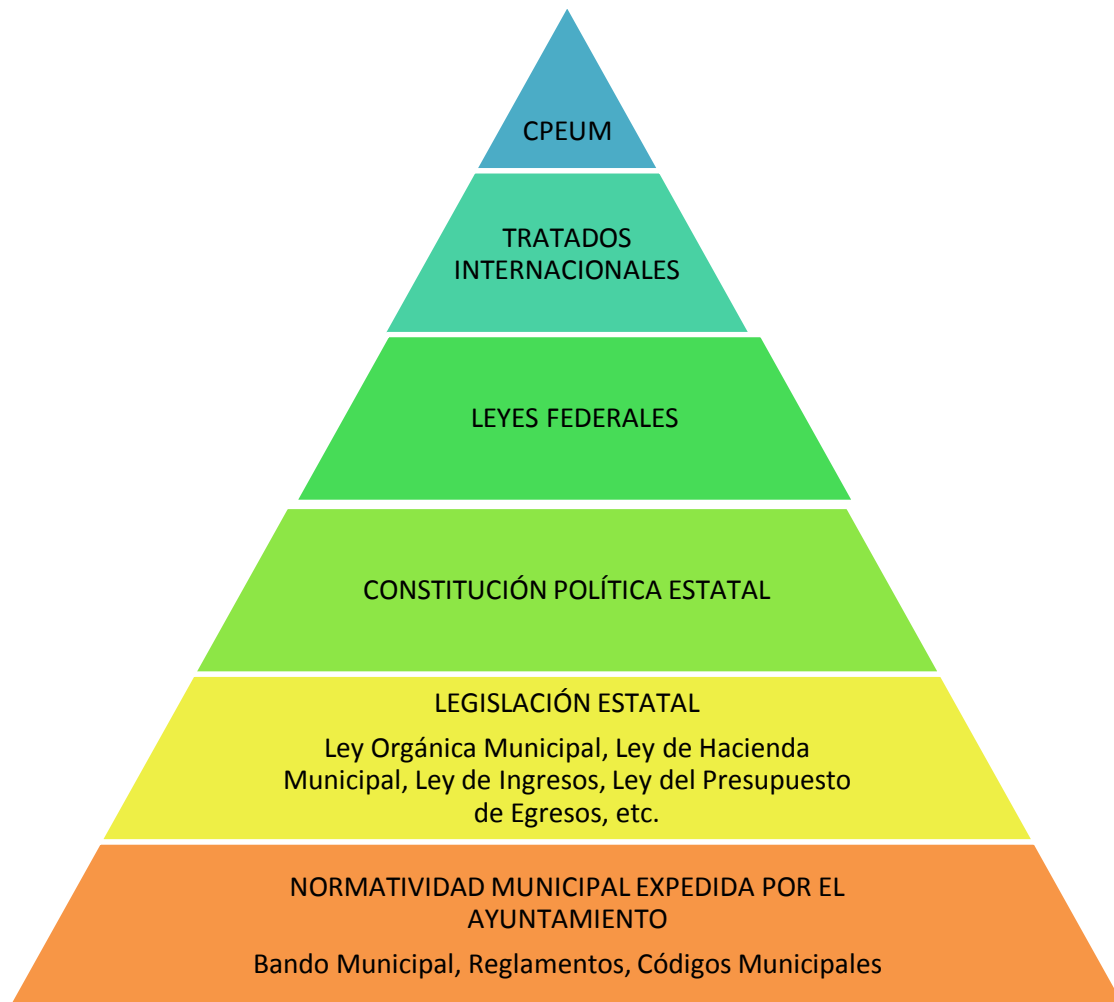 CPEUM
TRATADOS
INTERNACIONALES
LEYES FEDERALES
CONSTITUCIÓN POLÍTICA ESTATAL
LEGISLACIÓN ESTATAL
Ley Orgánica Municipal, Ley de Hacienda
Municipal, Ley de Ingresos, Ley del Presupuesto
de Egresos, etc.
NORMATIVIDAD MUNICIPAL EXPEDIDA POR EL
AYUNTAMIENTO
Bando Municipal, Reglamentos, Códigos Municipales